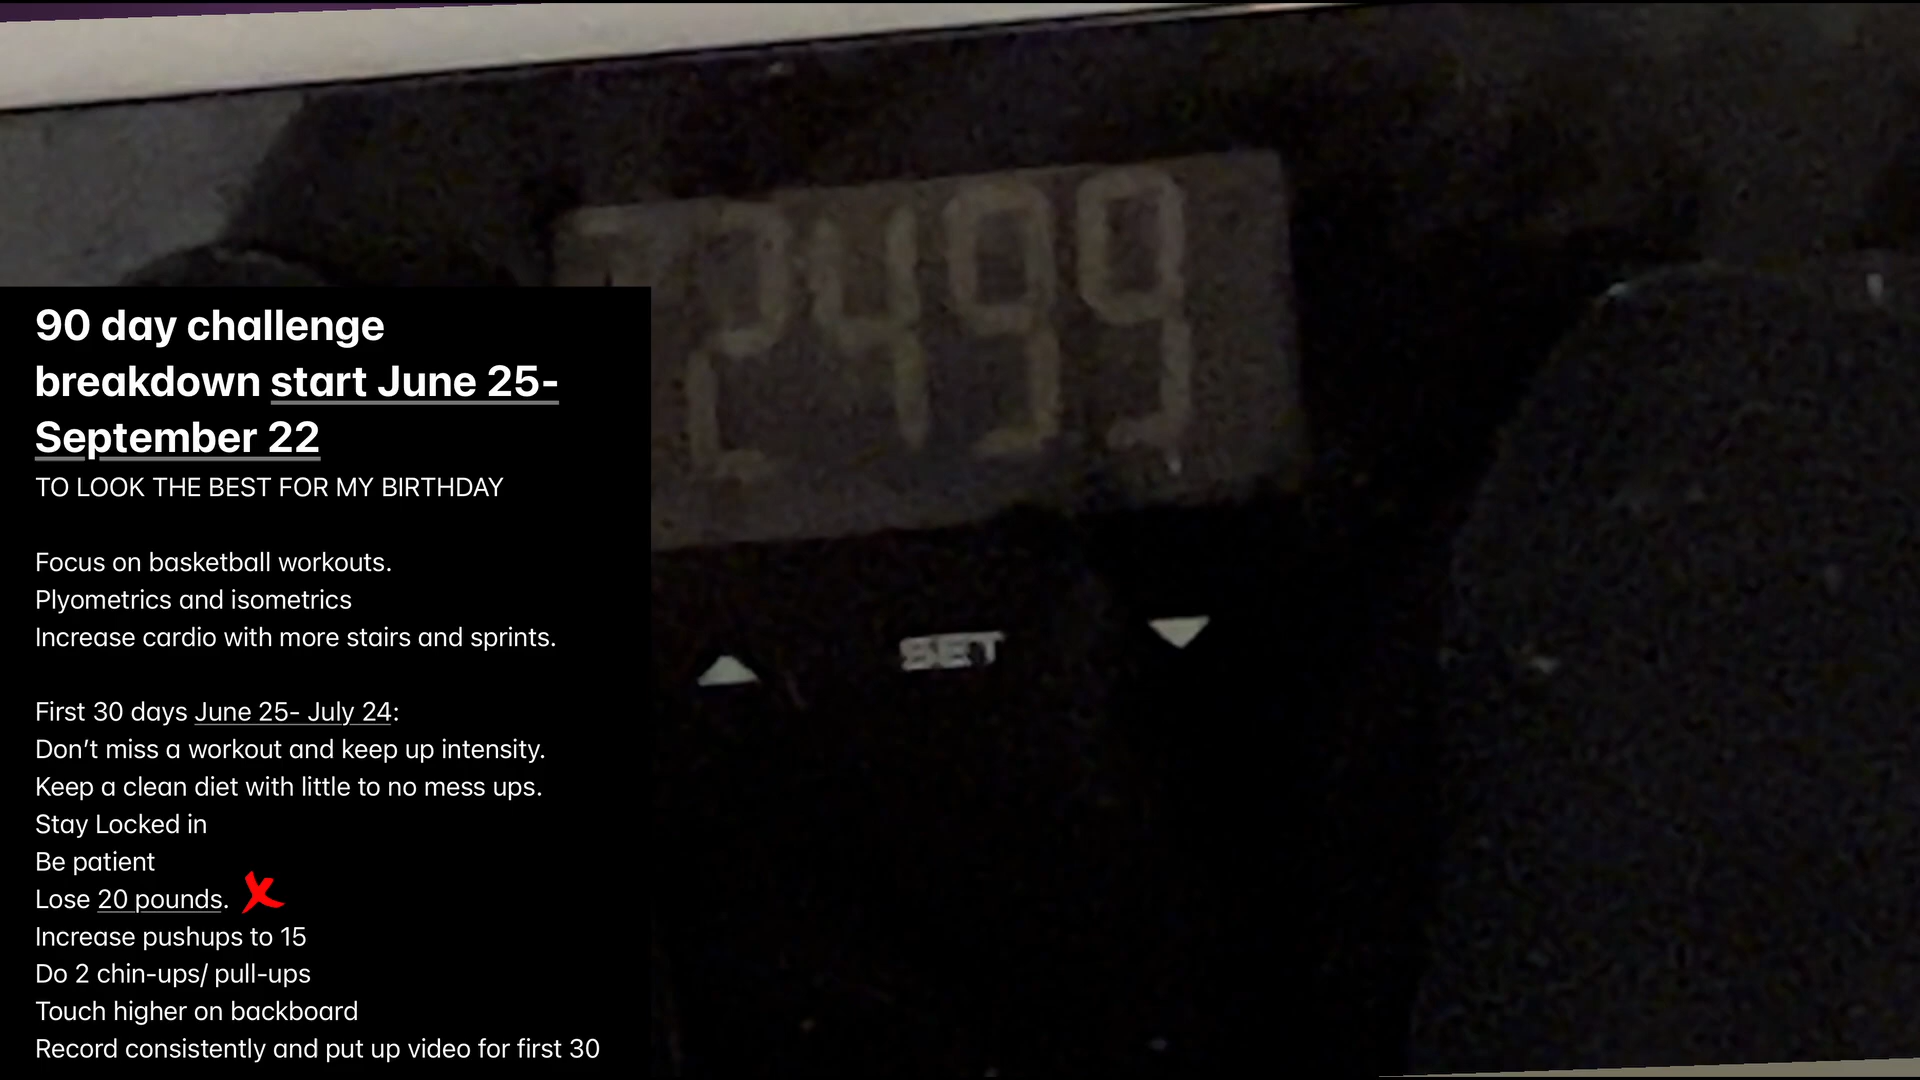 2499
SET
90 day challenge
breakdown start June 25-
September 22
TO LOOK THE BEST FOR MY BIRTHDAY
Focus on basketball workouts.
Plyometrics and isometrics
Increase cardio with more stairs and sprints.
First 30 days June 25- July 24:
Don’t miss a workout and keep up intensity.
Keep a clean diet with little to no mess ups.
Stay Locked in
Be patient
Lose 20 pounds.
Increase pushups to 15
Do 2 chin-ups/ pull-ups
Touch higher on backboard
Record consistently and put up video for first 30